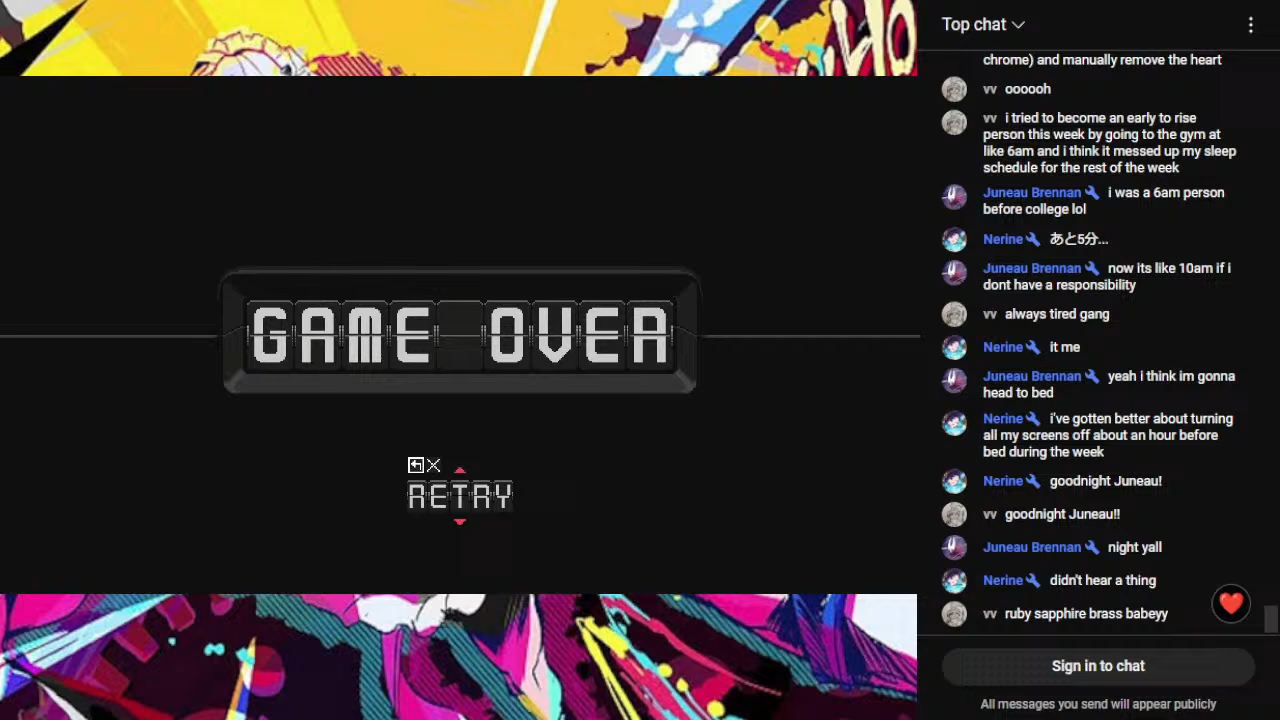 GAME OVER
RETRY
Top chat
chrome) and manually remove the heart
vv oooooh
vv i tried to become an early to rise
person this week by going to the gym at
like 6am and i think it messed up my sleep
schedule for the rest of the week
Juneau Brennan i was a 6am person
before college lol
Nerine あと5分...
Juneau Brennan now its like 10am if i
dont have a responsibility
vv always tired gang
Nerine it me
Juneau Brennan yeah i think im gonna
head to bed
Nerine i've gotten better about turning
all my screens off about an hour before
bed during the week
Nerine goodnight Juneau!
vv goodnight Juneau!!
Juneau Brennan night yall
Nerine didn't hear a thing
vv ruby sapphire brass babeyy
Sign in to chat
All messages you send will appear publicly